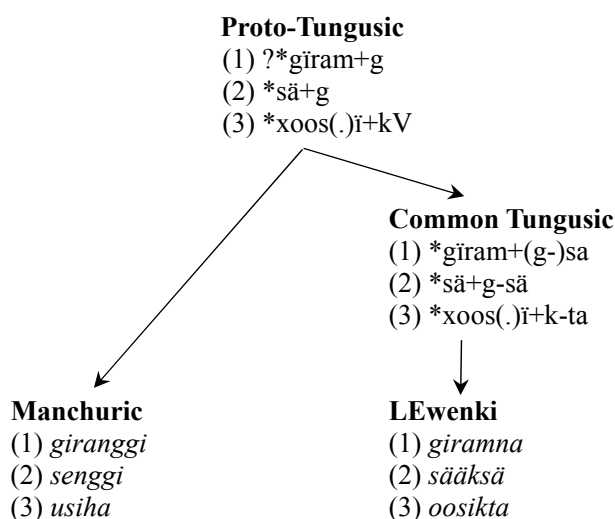 Proto-Tungusic
(1) ?*gïram+g
(2) *sä+g
(3) *xoos(.)ï+kV
Common Tungusic
(1) *gïram+(g-)sa
(2) *sä+g-sä
(3) *xoos(.)ï+k-ta
Manchuric
(1) giranggi
(2) senggi
(3) usiha
LEwenki
(1) giramna
(2) sääksä
(3) oosikta